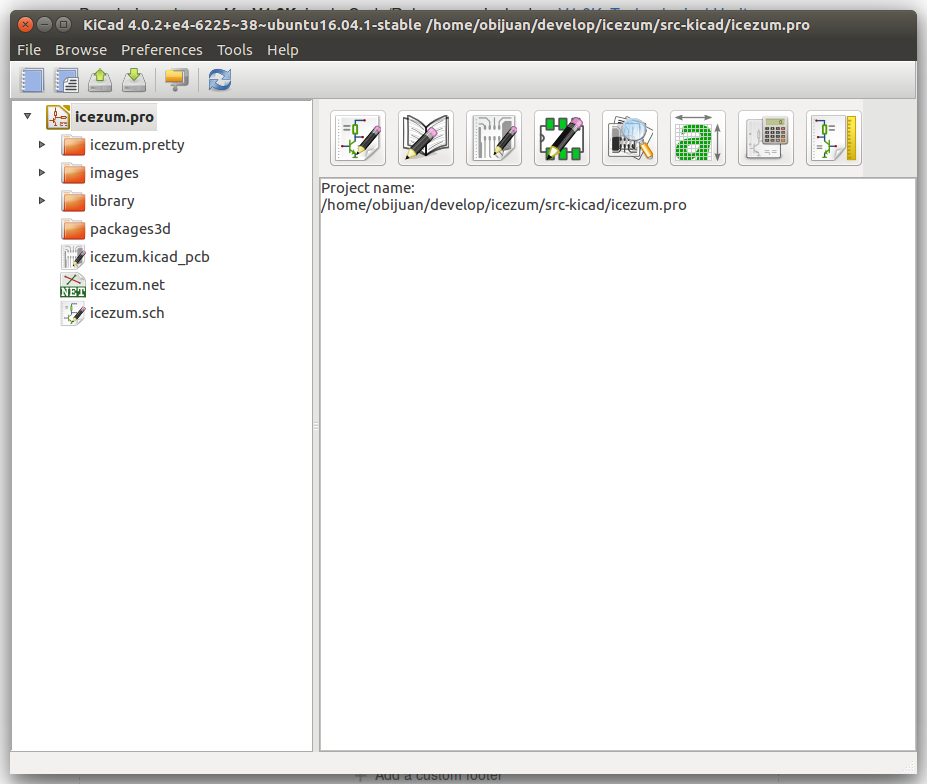 KiCad 4.0.2+e4-6225~38~ubuntu16.04.1-stable /home/obijuan/develop/icezum/src-kicad/icezum.pro
File Browse Preferences Tools Help
icezum.pro
icezum.pretty
images
library
packages3d
icezum.kicad_pcb
NET
icezum.net
icezum.sch
a
Project name:
/home/obijuan/develop/icezum/src-kicad/icezum.pro
Add a custom footer